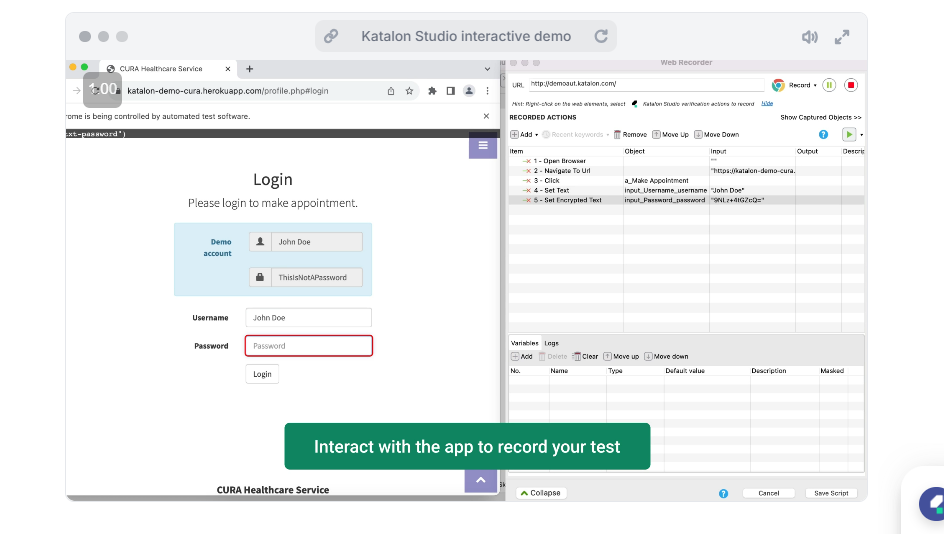 Katalon Studio interactive demo
CURA Healthcare Service
Web Recorder
1:00
katalon-demo-cura.herokuapp.com/profile.php#login
URL http://demoaut.katalon.com/
Record
rome is being controlled by automated test software.
Hint: Right-click on the web elements, select Katalon Studio verification actions to record Hide
RECORDED ACTIONS
Show Captured Objects >>
txt-password")
Add Recent keywords Remove Move Up Move Down
Item Object Input Output Descrip
1 - Open Browser ""
2 - Navigate To Url "https://katalon-demo-cura.
3 - Click a_Make Appointment
4 - Set Text input_Username_username "John Doe"
5 - Set Encrypted Text input_Password_password "9NLz+4tGZcQ="
Login
Please login to make appointment.
Demo account
John Doe
ThisIsNotAPassword
Username John Doe
Password Password
Login
Variables Logs
Add Delete Clear Move up Move down
No. Name Type Default value Description Masked
Interact with the app to record your test
CURA Healthcare Service
Collapse
Cancel
Save Script